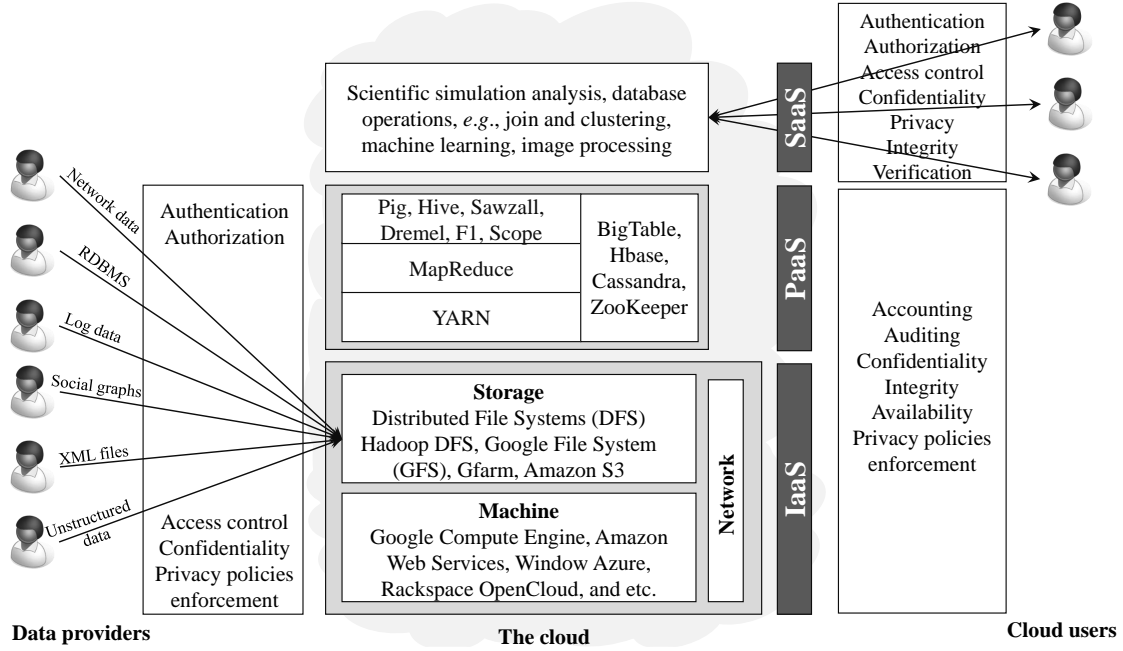 Network data
RDBMS
Log data
Social graphs
XML files
Unstructured
data
Data providers
Authentication
Authorization
Access control
Confidentiality
Privacy policies
enforcement
Scientific simulation analysis, database
operations, e.g., join and clustering,
machine learning, image processing
Pig, Hive, Sawzall,
Dremel, F1, Scope
MapReduce
YARN
BigTable,
Hbase,
Cassandra,
ZooKeeper
Storage
Distributed File Systems (DFS)
Hadoop DFS, Google File System
(GFS), Gfarm, Amazon S3
Machine
Google Compute Engine, Amazon
Web Services, Window Azure,
Rackspace OpenCloud, and etc.
Network
The cloud
SaaS
PaaS
IaaS
Authentication
Authorization
Access control
Confidentiality
Privacy
Integrity
Verification
Accounting
Auditing
Confidentiality
Integrity
Availability
Privacy policies
enforcement
Cloud users